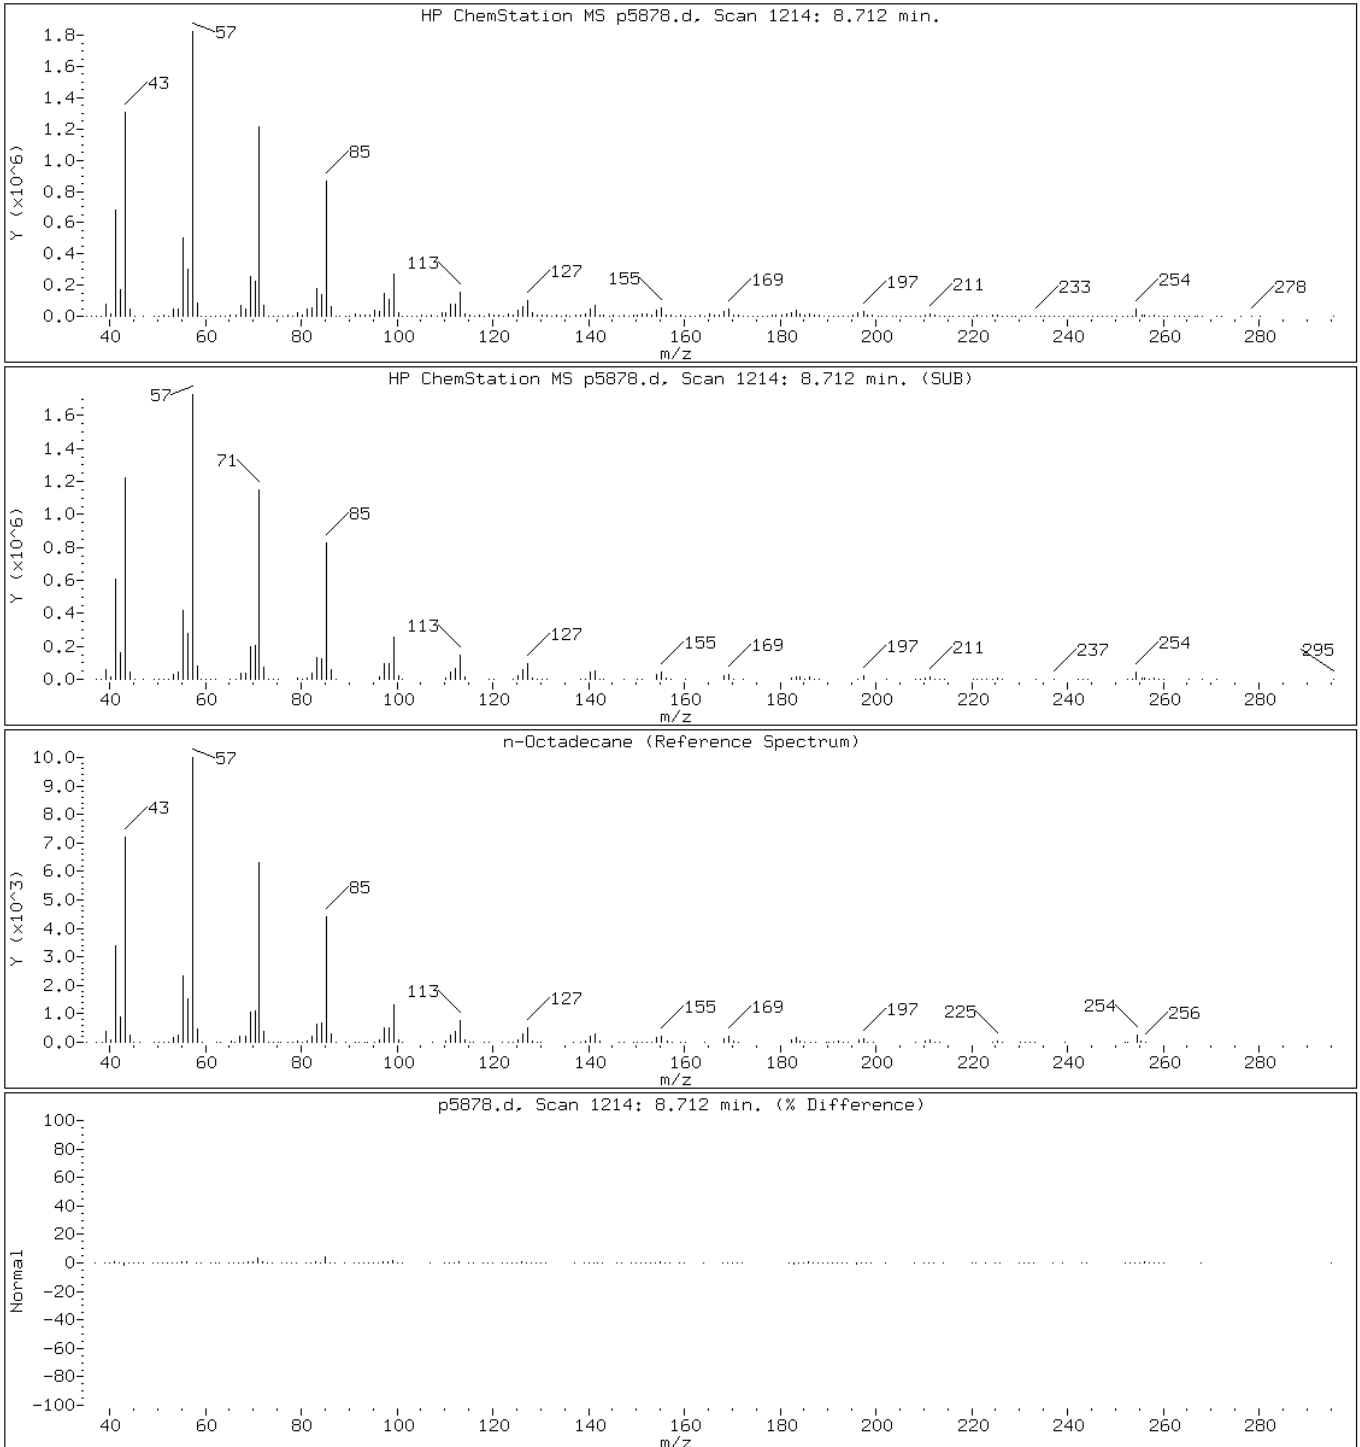 HP ChemStation MS p5878.d, Scan 1214: 8.712 min.
57
1.8-
1.6-
43
1.4-
1.2-
85
1.0-
0.8-
0.6-
0.4-
113 127 155 169 197 211 233 254 278
0.2-
0.0-
Y (x10^6)
40 60 80 100 120 140 160 180 200 220 240 260 280
m/z
HP ChemStation MS p5878.d, Scan 1214: 8.712 min. (SUB)
57
1.6-
1.4-
71
1.2-
1.0-
85
0.8-
0.6-
0.4-
113 127 155 169 197 211 237 254 295
0.2-
0.0-
Y (x10^6)
40 60 80 100 120 140 160 180 200 220 240 260 280
m/z
n-Octadecane (Reference Spectrum)
10.0-
57
9.0-
43
8.0-
7.0-
6.0-
85
5.0-
4.0-
3.0-
2.0-
113 127 155 169 197 225 254 256
1.0-
0.0-
Y (x10^3)
40 60 80 100 120 140 160 180 200 220 240 260 280
m/z
p5878.d, Scan 1214: 8.712 min. (% Difference)
100-
80-
60-
40-
20-
0-
-20-
-40-
-60-
-80-
-100-
Normal
40 60 80 100 120 140 160 180 200 220 240 260 280
m/z